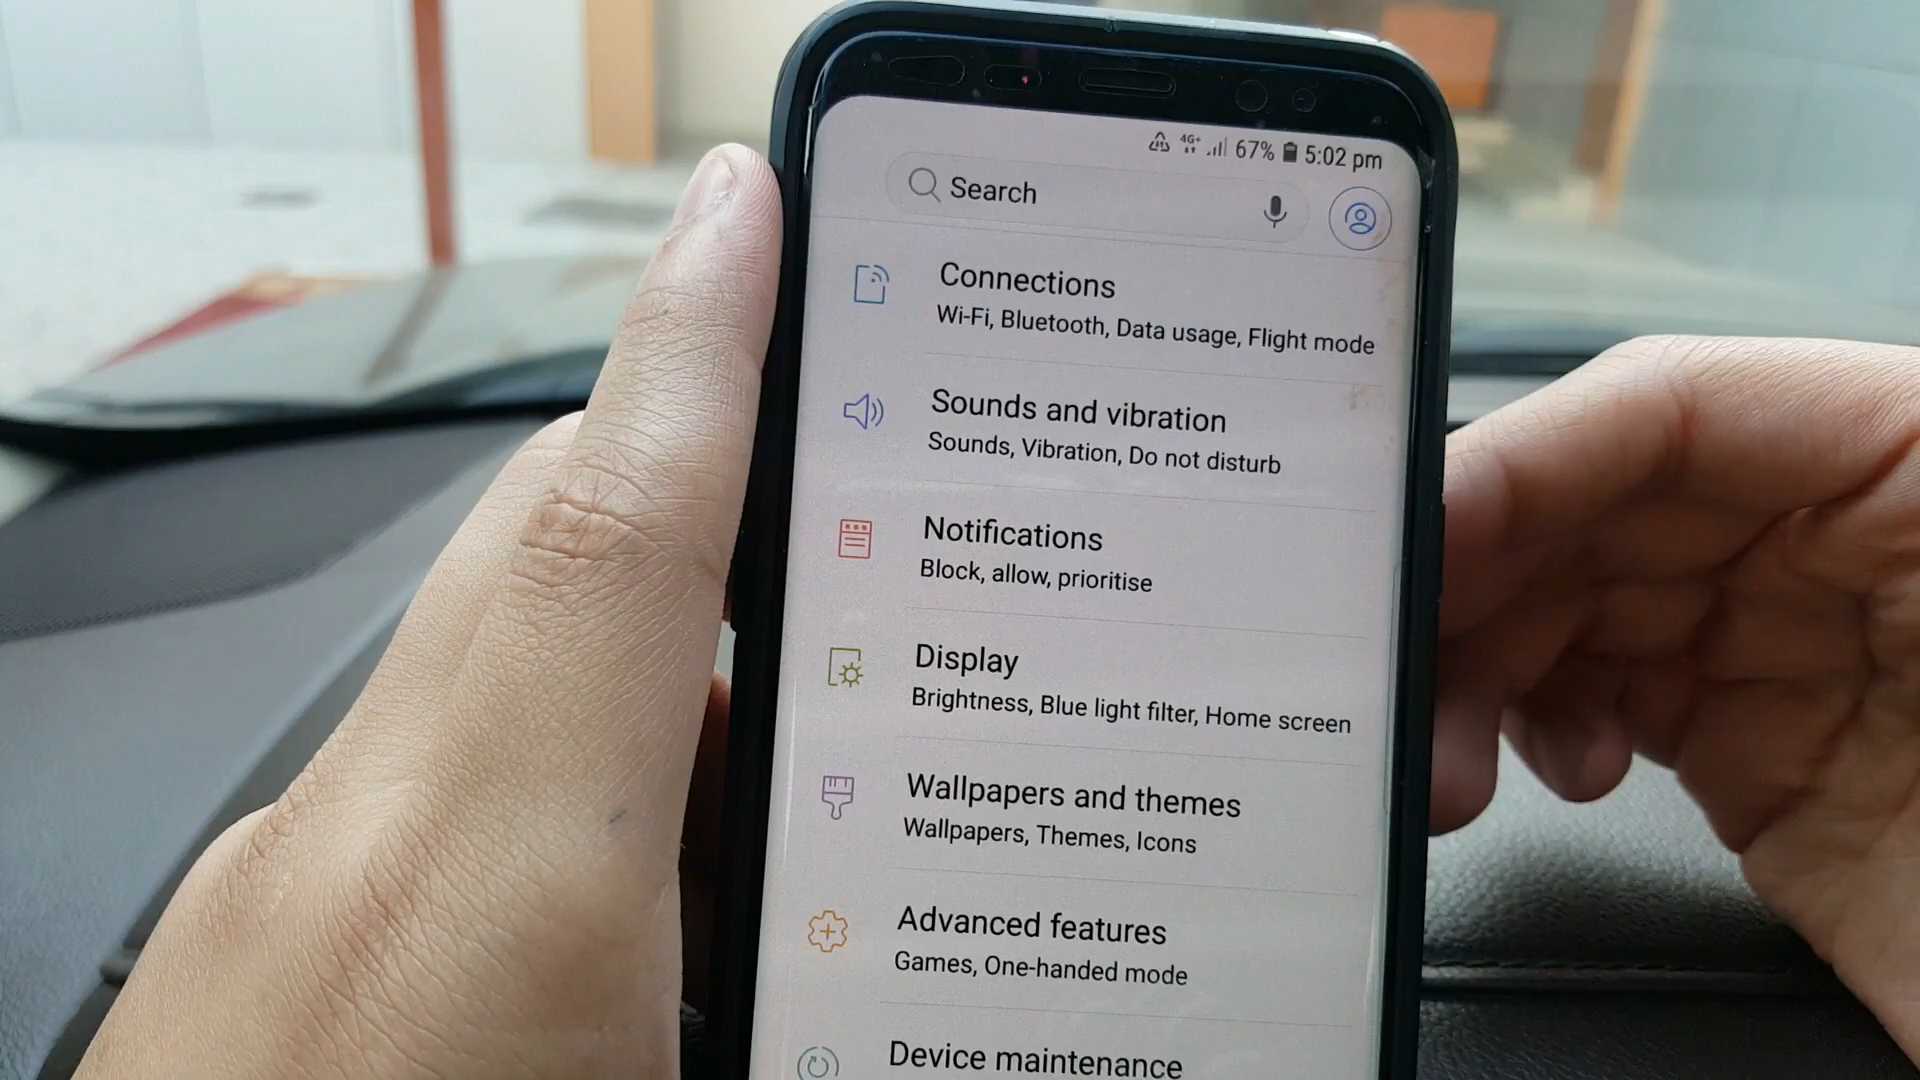 4G+ 67% 5:02 pm
Search
Connections
Wi-Fi, Bluetooth, Data usage, Flight mode
Sounds and vibration
Sounds, Vibration, Do not disturb
Notifications
Block, allow, prioritise
Display
Brightness, Blue light filter, Home screen
Wallpapers and themes
Wallpapers, Themes, Icons
Advanced features
Games, One-handed mode
Device maintenance